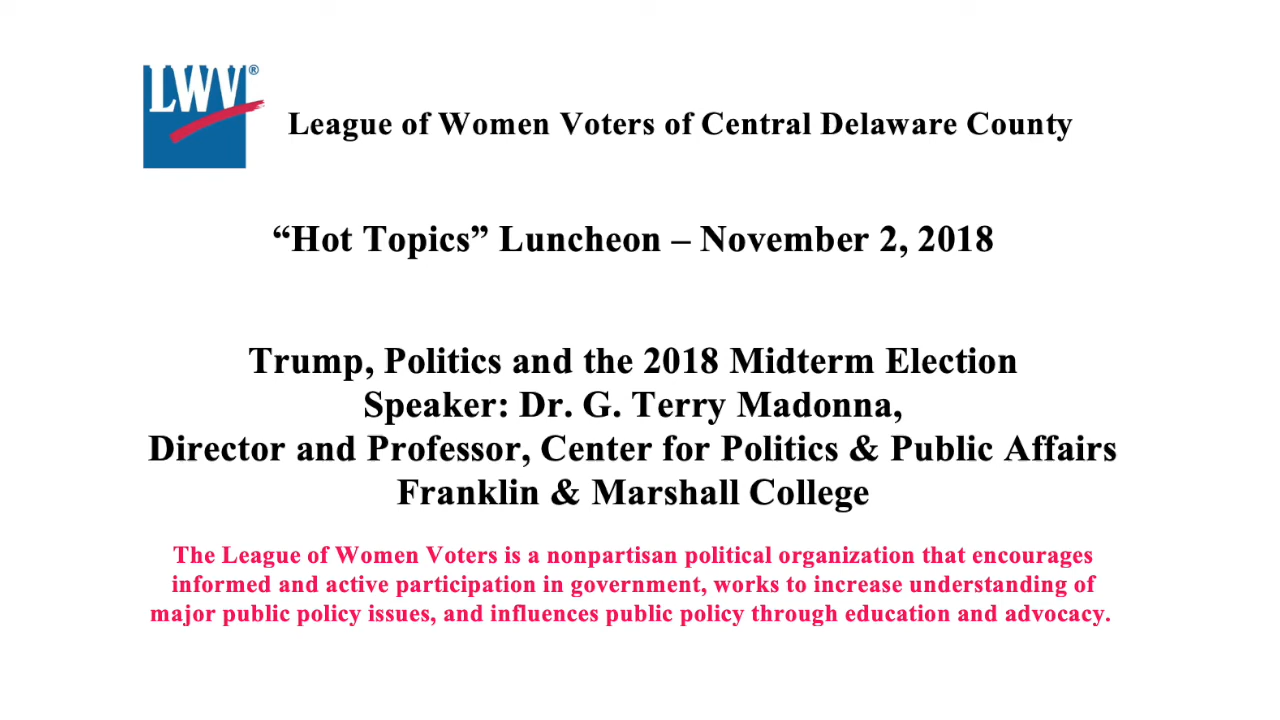 LWV®
League of Women Voters of Central Delaware County
“Hot Topics” Luncheon – November 2, 2018
Trump, Politics and the 2018 Midterm Election
Speaker: Dr. G. Terry Madonna,
Director and Professor, Center for Politics & Public Affairs
Franklin & Marshall College
The League of Women Voters is a nonpartisan political organization that encourages
informed and active participation in government, works to increase understanding of
major public policy issues, and influences public policy through education and advocacy.